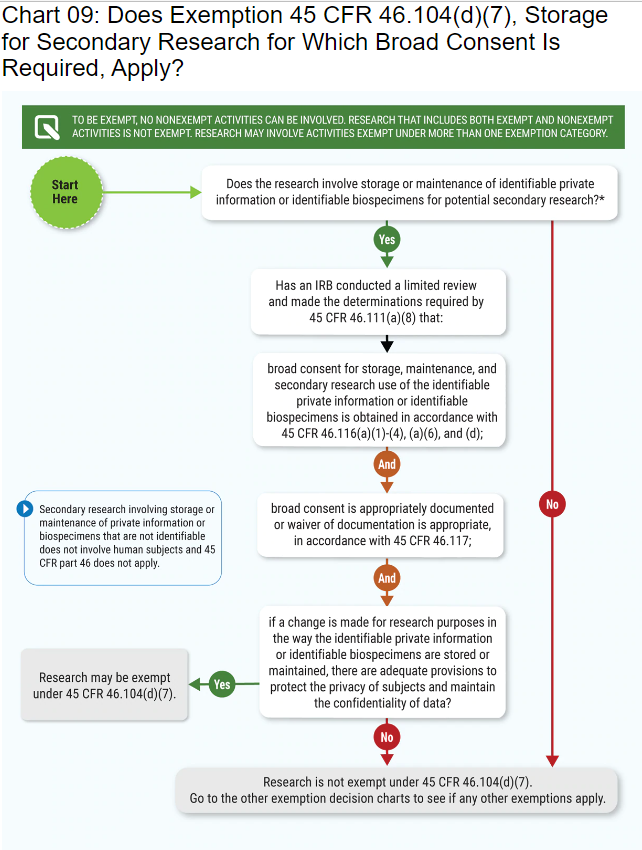 Chart 09: Does Exemption 45 CFR 46.104(d)(7), Storage
for Secondary Research for Which Broad Consent Is
Required, Apply?
TO BE EXEMPT, NO NONEXEMPT ACTIVITIES CAN BE INVOLVED. RESEARCH THAT INCLUDES BOTH EXEMPT AND NONEXEMPT
ACTIVITIES IS NOT EXEMPT. RESEARCH MAY INVOLVE ACTIVITIES EXEMPT UNDER MORE THAN ONE EXEMPTION CATEGORY.
Start
Here
Does the research involve storage or maintenance of identifiable private
information or identifiable biospecimens for potential secondary research?*
Yes
Has an IRB conducted a limited review
and made the determinations required by
45 CFR 46.111(a)(8) that:
broad consent for storage, maintenance, and
secondary research use of the identifiable
private information or identifiable
biospecimens is obtained in accordance with
45 CFR 46.116(a)(1)-(4), (a)(6), and (d);
And
No
Secondary research involving storage or
maintenance of private information or
biospecimens that are not identifiable
does not involve human subjects and 45
CFR part 46 does not apply.
broad consent is appropriately documented
or waiver of documentation is appropriate,
in accordance with 45 CFR 46.117;
And
if a change is made for research purposes in
the way the identifiable private information
or identifiable biospecimens are stored or
maintained, there are adequate provisions to
protect the privacy of subjects and maintain
the confidentiality of data?
Yes
Research may be exempt
under 45 CFR 46.104(d)(7).
No
Research is not exempt under 45 CFR 46.104(d)(7).
Go to the other exemption decision charts to see if any other exemptions apply.